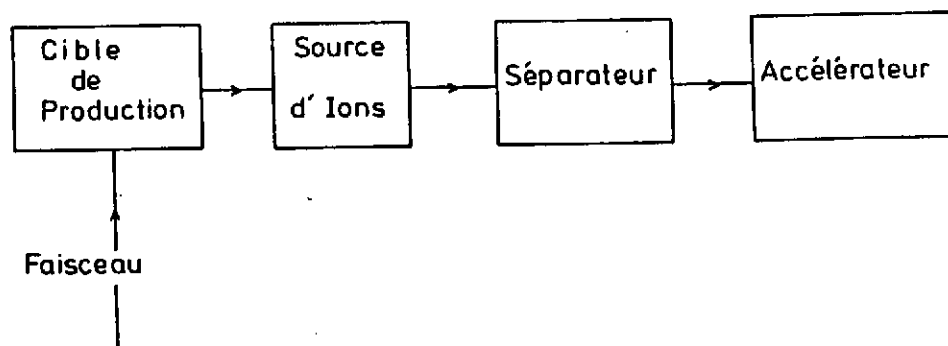 Cible
de
Production
Source
d' Ions
Séparateur
Accélérateur
Faisceau